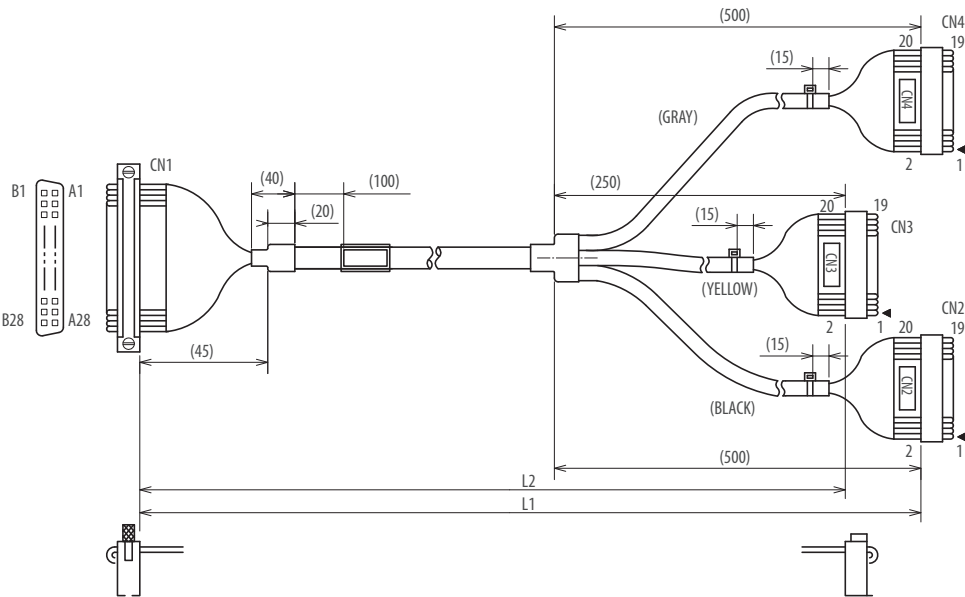 (500)
CN4
20
19
(15)
CN4
(GRAY)
2
1
CN1
B1
A1
(40)
(100)
(20)
(250)
20
19
(15)
CN3
CN3
(YELLOW)
2
1
B28
A28
(45)
CN2
20
19
(15)
CN2
(BLACK)
2
1
(500)
L2
L1